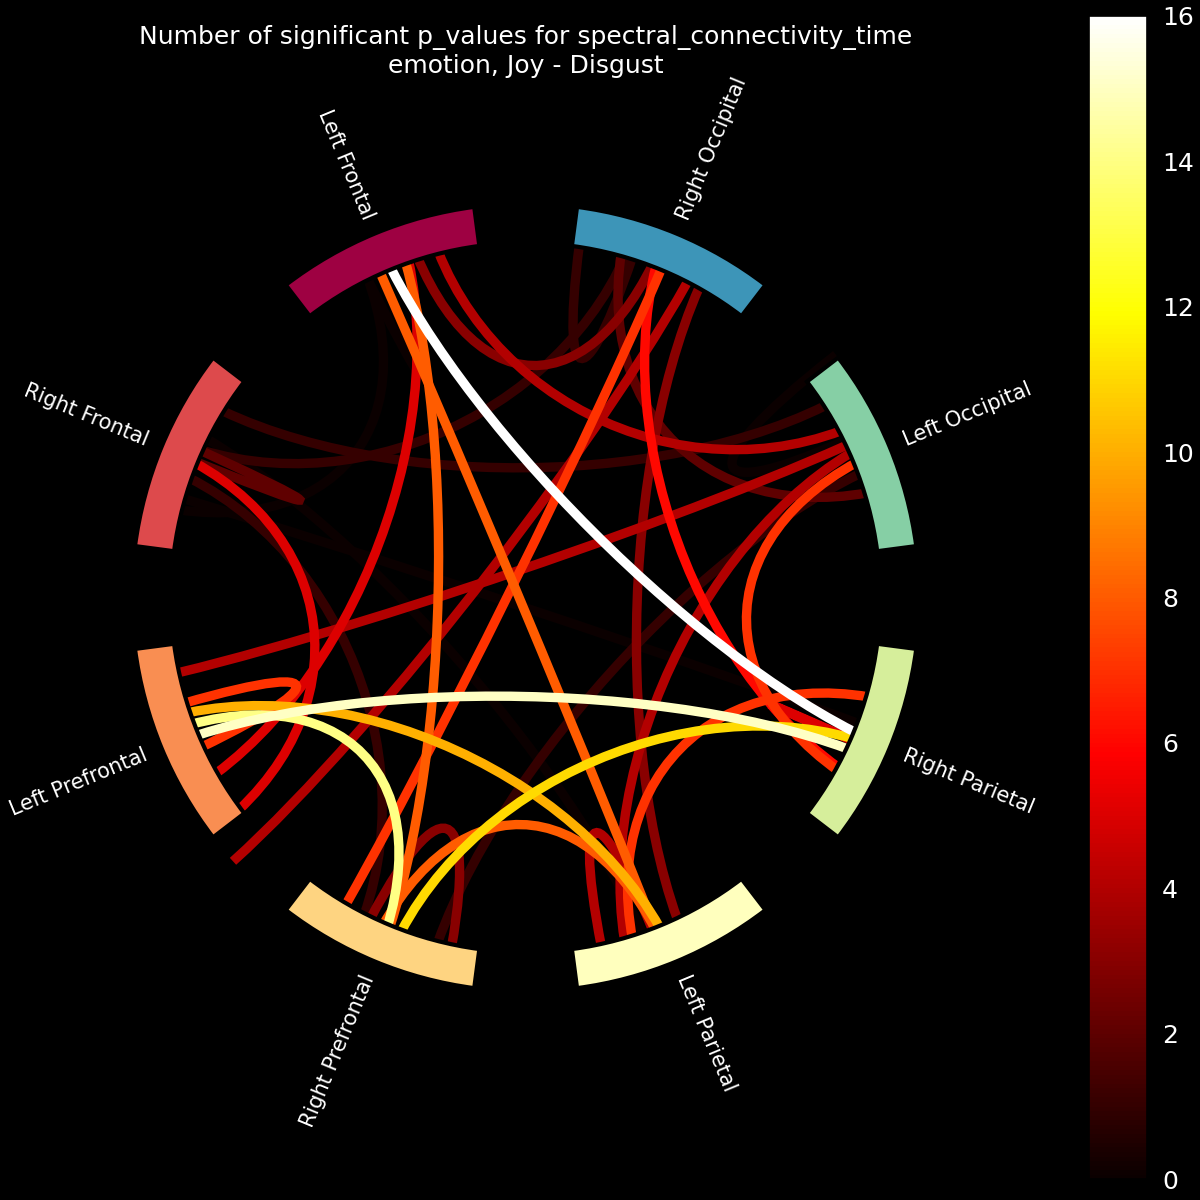 Number of significant p_values for spectral_connectivity_time
emotion, Joy - Disgust
Left Frontal
Right Occipital
Right Frontal
Left Occipital
Left Prefrontal
Right Parietal
Right Prefrontal
Left Parietal
16
14
12
10
8
6
4
2
0